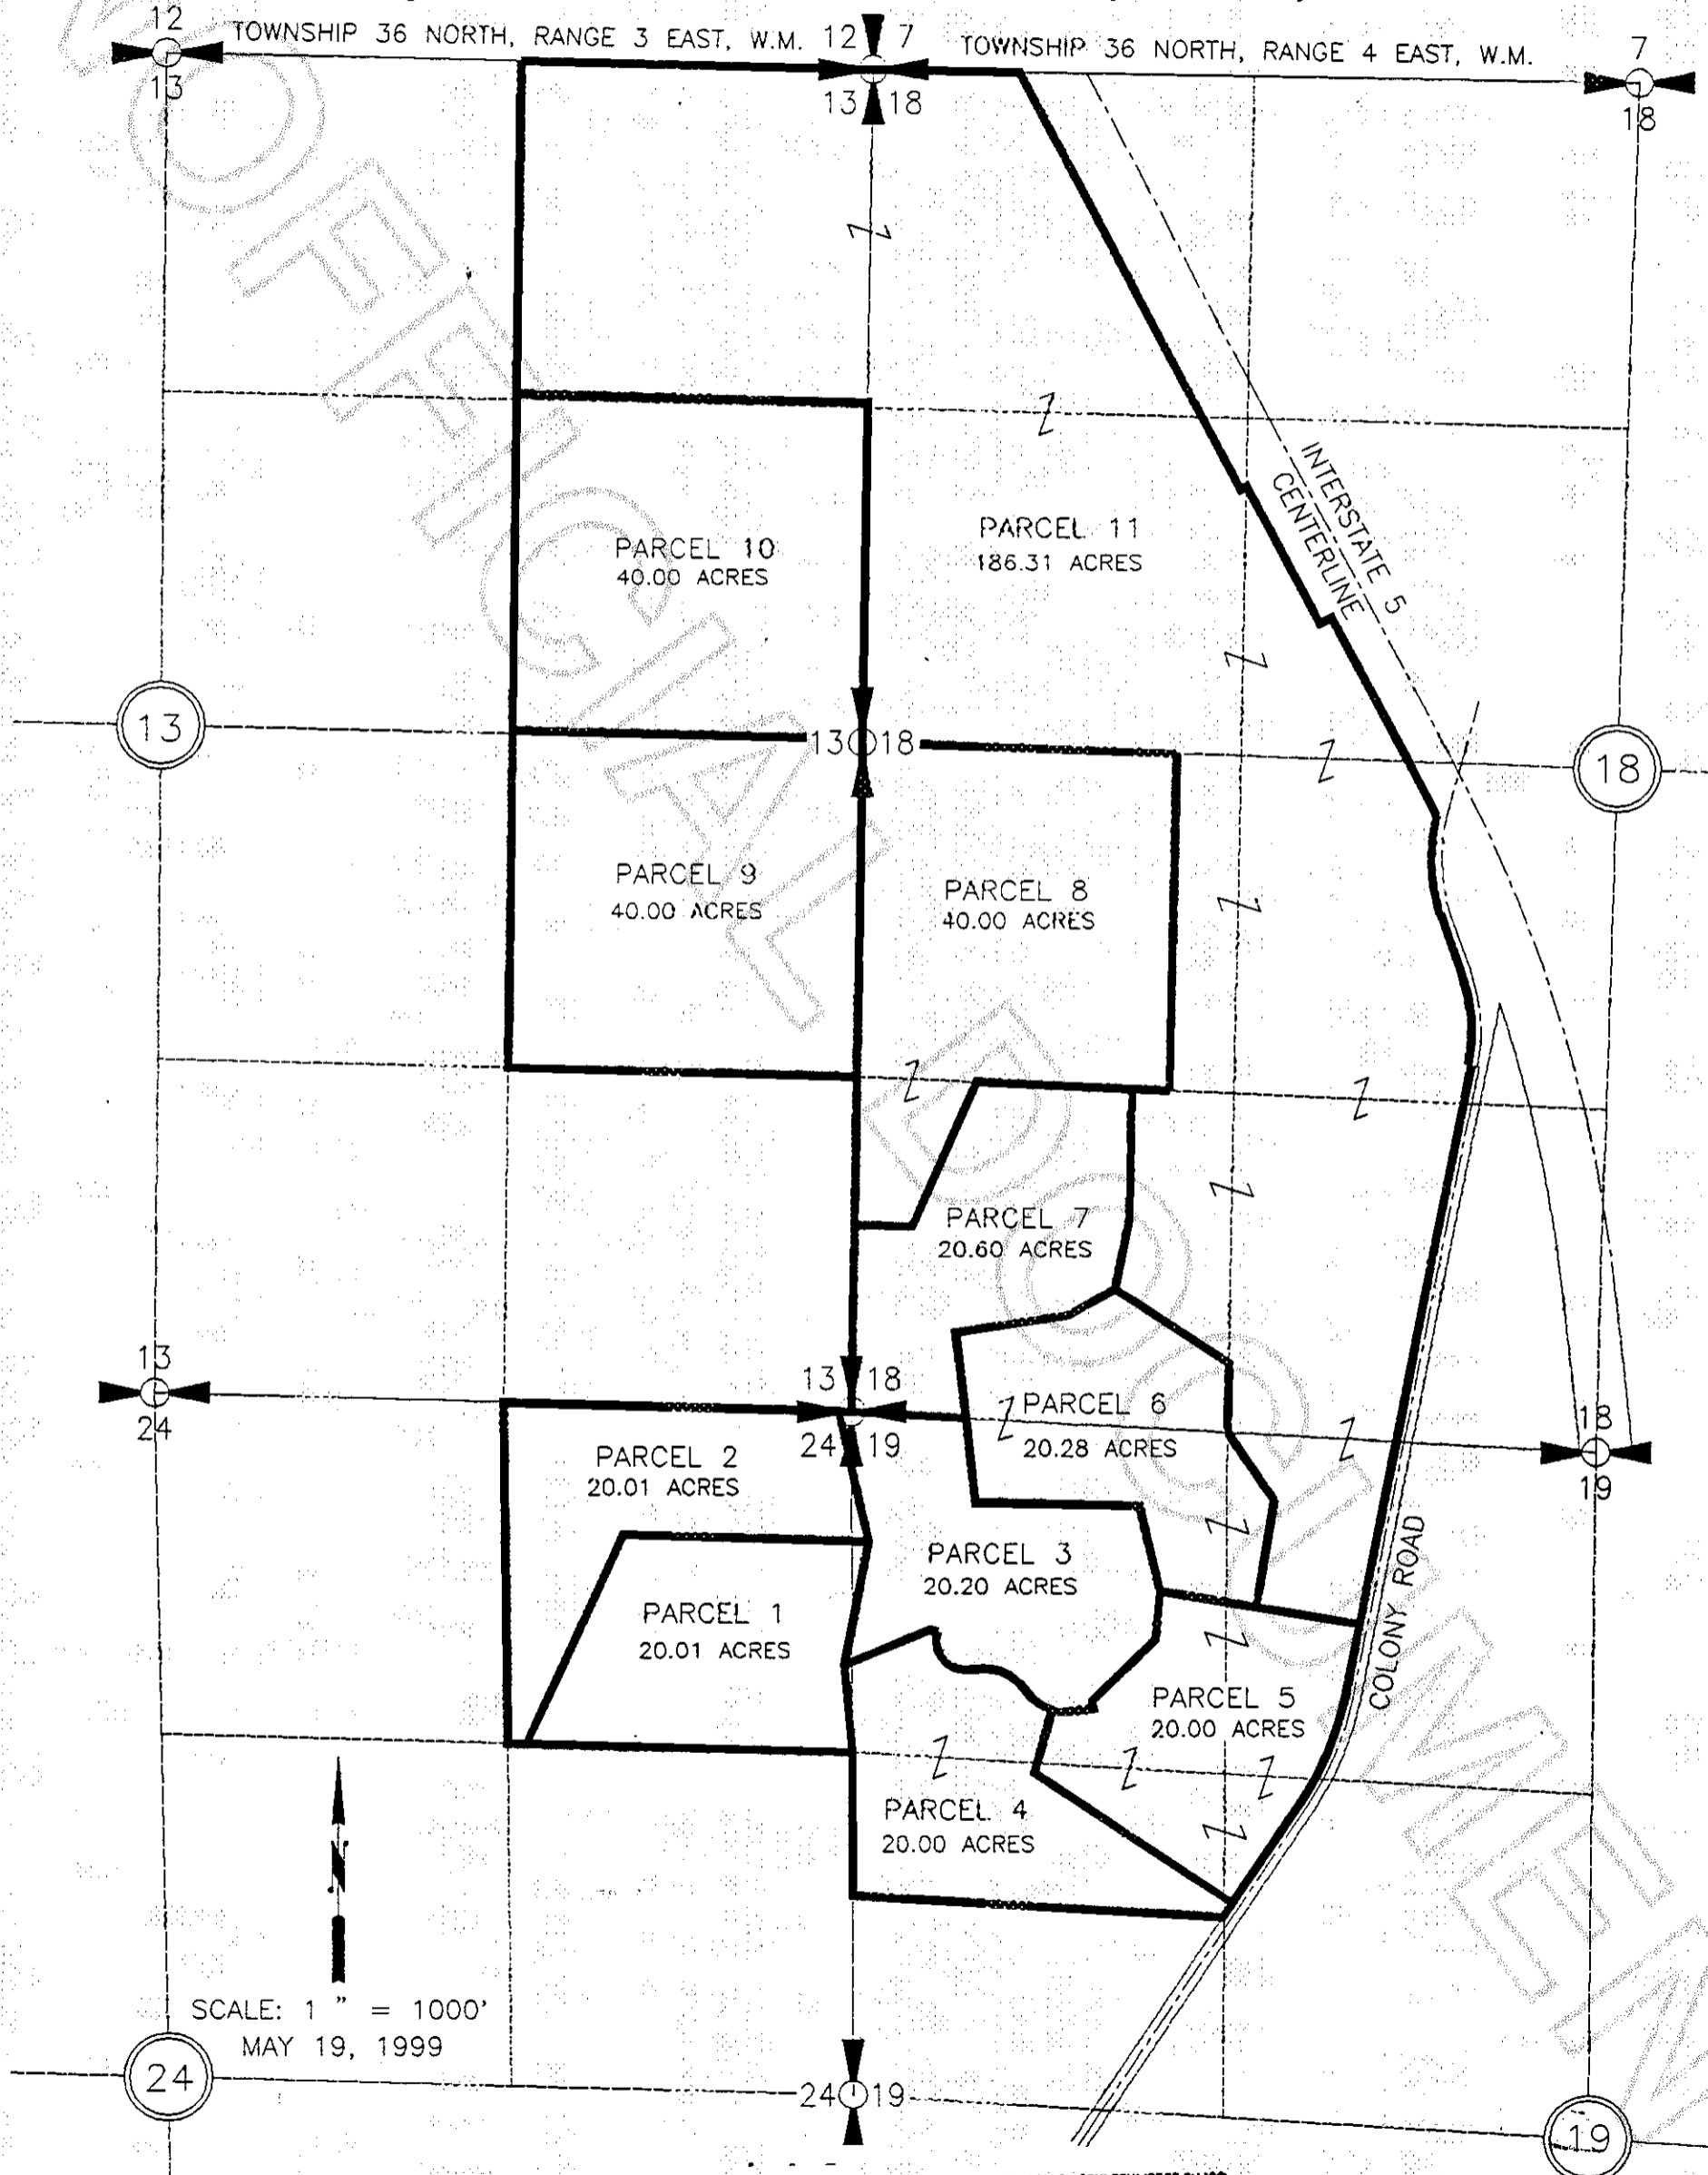 12
TOWNSHIP 36 NORTH, RANGE 3 EAST, W.M.
12 7
TOWNSHIP 36 NORTH, RANGE 4 EAST, W.M.
7
13
13 18
18
INTERSTATE 5
CENTERLINE
PARCEL 11
186.31 ACRES
PARCEL 10
40.00 ACRES
13
13 18
18
PARCEL 9
40.00 ACRES
PARCEL 8
40.00 ACRES
PARCEL 7
20.60 ACRES
13
24
13 18
24 19
18
19
PARCEL 6
20.28 ACRES
PARCEL 2
20.01 ACRES
PARCEL 3
20.20 ACRES
PARCEL 1
20.01 ACRES
COLONY ROAD
PARCEL 5
20.00 ACRES
PARCEL 4
20.00 ACRES
N
SCALE: 1 " = 1000'
MAY 19, 1999
24
24 19
19